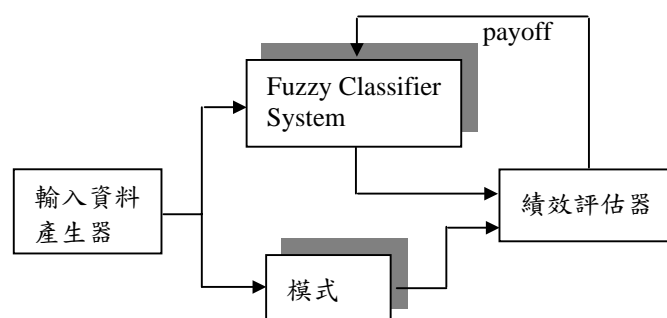 payoff
Fuzzy Classifier
System
輸入資料
產生器
績效評估器
模式